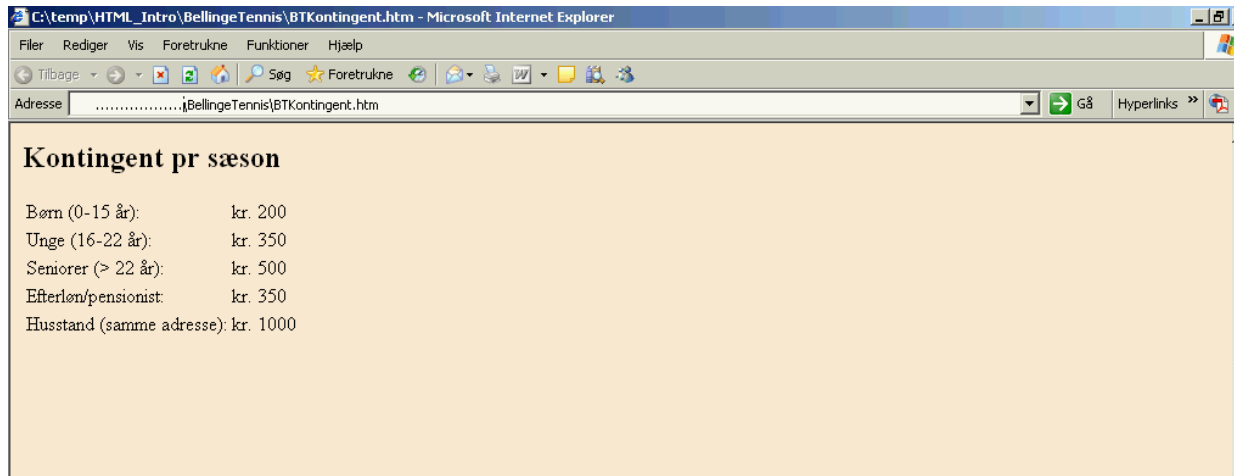 C:\temp\HTML_Intro\BellingeTennis\BTKontingent.htm - Microsoft Internet Explorer
Filer Rediger Vis Foretrukne Funktioner Hjælp
Tilbage Søg Foretrukne
Adresse ..................\BellingeTennis\BTKontingent.htm Gå Hyperlinks »
Kontingent pr sæson
Børn (0-15 år): kr. 200
Unge (16-22 år): kr. 350
Seniorer (> 22 år): kr. 500
Efterløn/pensionist: kr. 350
Husstand (samme adresse): kr. 1000